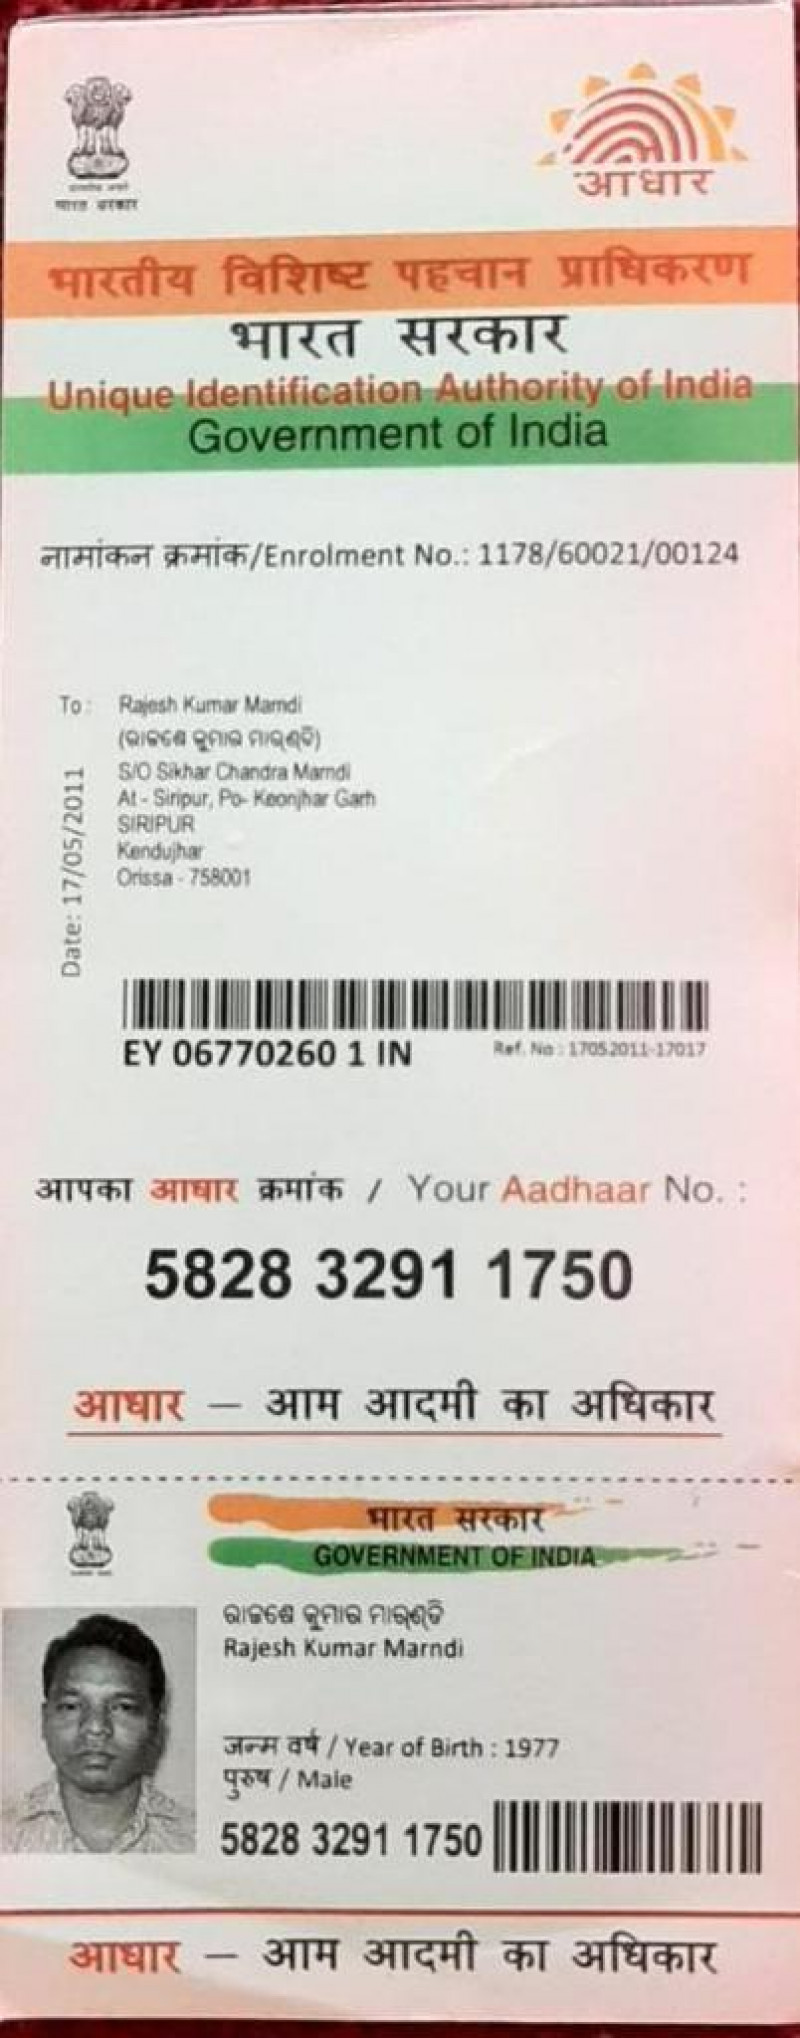 भारत सरकार
आधार
भारतीय विशिष्ट पहचान प्राधिकरण
भारत सरकार
Unique Identification Authority of India
Government of India
नामांकन क्रमांक/Enrolment No.: 1178/60021/00124
To : Rajesh Kumar Marndi
(ରାଜେଶ କୁମାର ମାର୍ଣ୍ଡି)
S/O Sikhar Chandra Marndi
At - Siripur, Po- Keonjhar Garh
SIRIPUR
Kendujhar
Orissa - 758001
Date: 17/05/2011
EY 06770260 1 IN
Ref. No : 17052011-17017
आपका आधार क्रमांक / Your Aadhaar No. :
5828 3291 1750
आधार — आम आदमी का अधिकार
भारत सरकार
GOVERNMENT OF INDIA
ରାଜେଶ କୁମାର ମାର୍ଣ୍ଡି
Rajesh Kumar Marndi
जन्म वर्ष / Year of Birth : 1977
पुरुष / Male
5828 3291 1750
आधार — आम आदमी का अधिकार